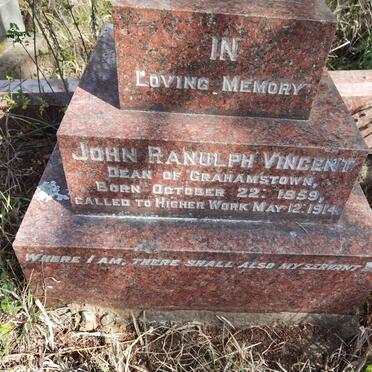 IN
LOVING MEMORY
JOHN RANULPH VINCENT
DEAN OF GRAHAMSTOWN,
BORN OCTOBER 22ND 1859,
CALLED TO HIGHER WORK MAY 12. 1914.
WHERE I AM, THERE SHALL ALSO MY SERVANT